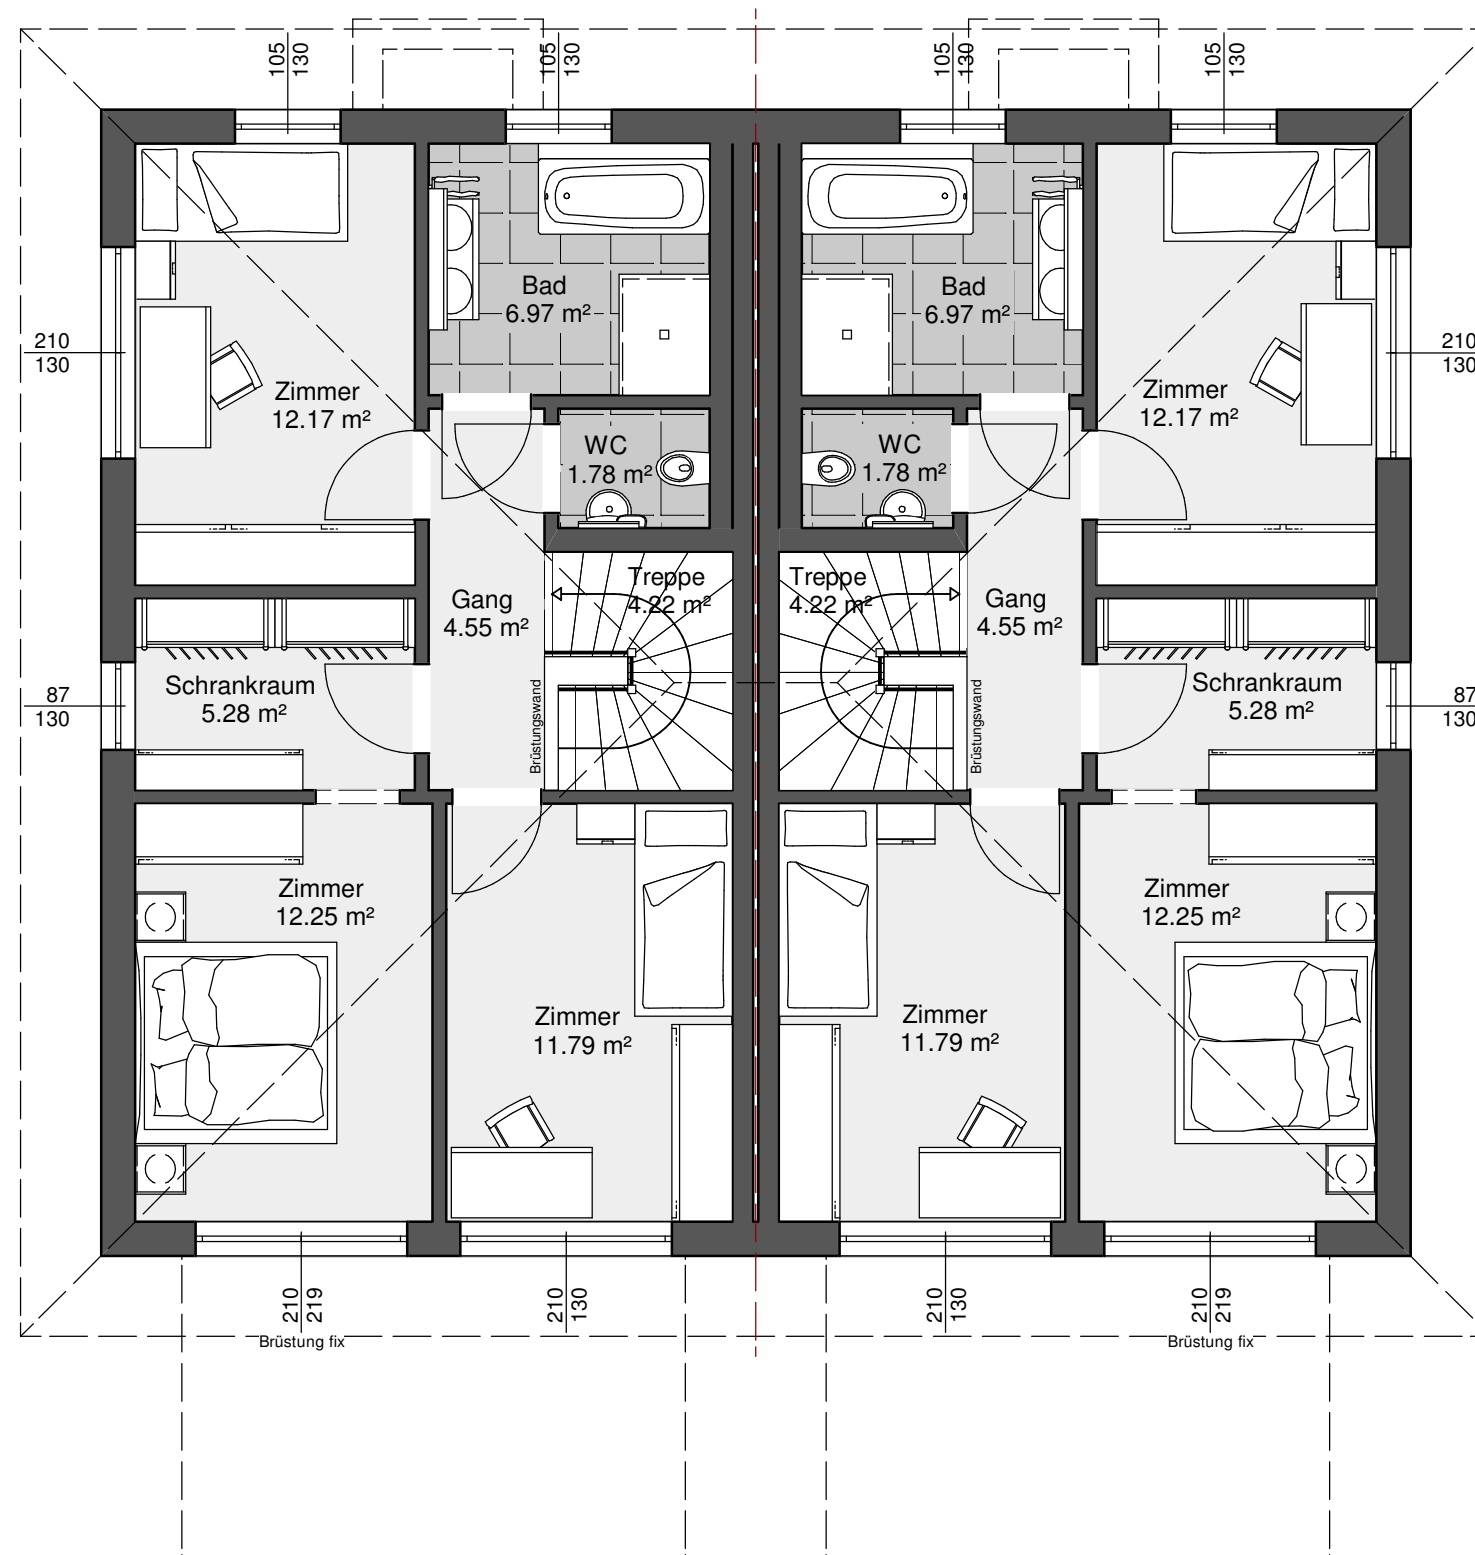 105
130
105
130
105
130
105
130
Bad
6.97 m²
Bad
6.97 m²
210
130
210
130
Zimmer
12.17 m²
Zimmer
12.17 m²
WC
1.78 m²
WC
1.78 m²
Treppe
4.22 m²
Treppe
4.22 m²
Gang
4.55 m²
Gang
4.55 m²
Schrankraum
5.28 m²
Schrankraum
5.28 m²
87
130
87
130
Brüstungswand
Brüstungswand
Zimmer
12.25 m²
Zimmer
12.25 m²
Zimmer
11.79 m²
Zimmer
11.79 m²
210
219
210
130
210
130
210
219
Brüstung fix
Brüstung fix